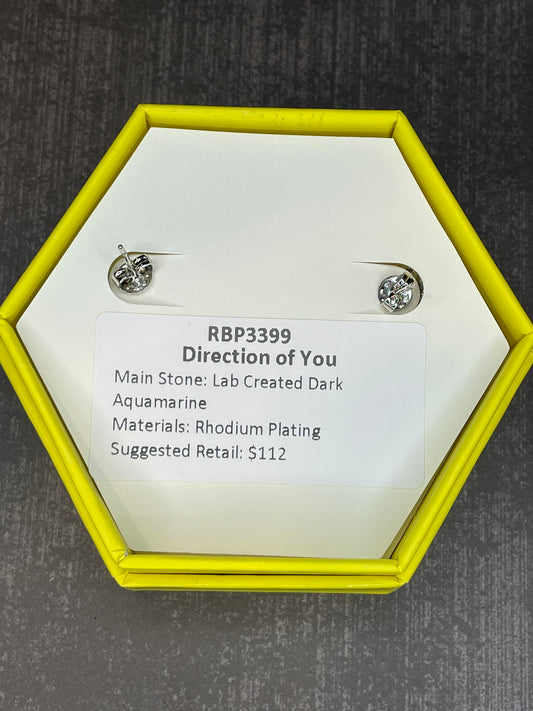 RBP3399
Direction of You
Main Stone: Lab Created Dark
Aquamarine
Materials: Rhodium Plating
Suggested Retail: $112